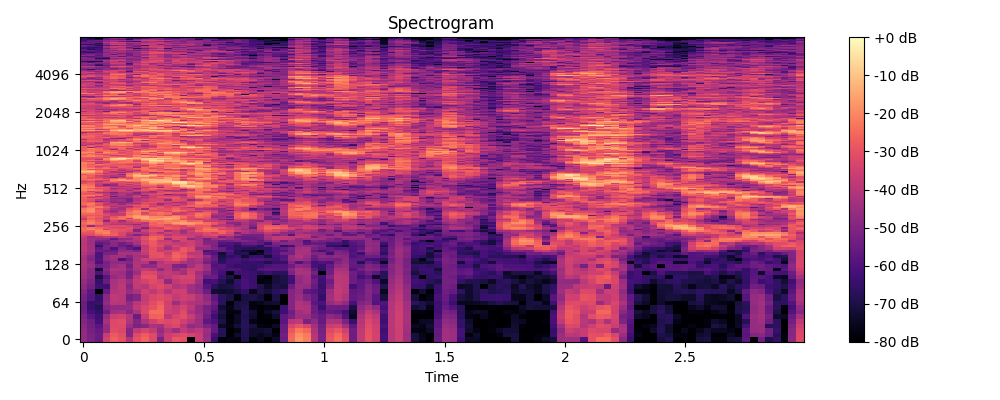 Spectrogram
Hz
4096
2048
1024
512
256
128
64
0
0
0.5
1
1.5
2
2.5
Time
+0 dB
-10 dB
-20 dB
-30 dB
-40 dB
-50 dB
-60 dB
-70 dB
-80 dB